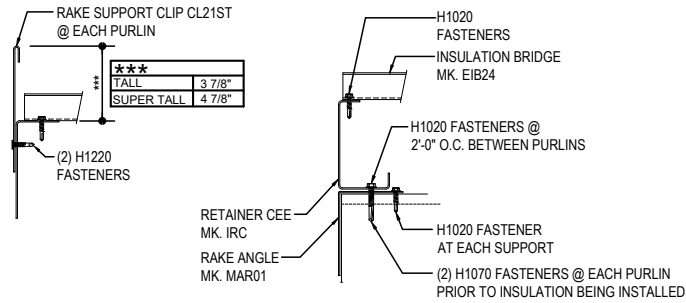 RAKE SUPPORT CLIP CL21ST
@ EACH PURLIN
***
***
TALL 3 7/8"
SUPER TALL 4 7/8"
(2) H1220
FASTENERS
H1020
FASTENERS
INSULATION BRIDGE
MK. EIB24
H1020 FASTENERS @
2'-0" O.C. BETWEEN PURLINS
RETAINER CEE
MK. IRC
RAKE ANGLE
MK. MAR01
H1020 FASTENER
AT EACH SUPPORT
(2) H1070 FASTENERS @ EACH PURLIN
PRIOR TO INSULATION BEING INSTALLED